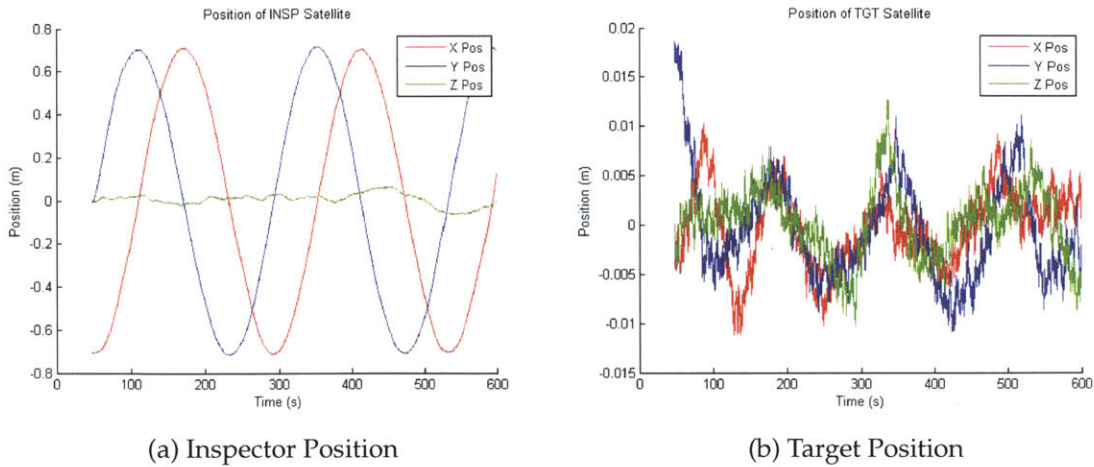 Position of INSP Satellite
0.8
0.6
0.4
0.2
0
-0.2
-0.4
-0.6
-0.8
Position (m)
X Pos
Y Pos
Z Pos
0 100 200 300 400 500 600
Time (s)
(a) Inspector Position
Position of TGT Satellite
0.02
0.015
0.01
0.005
0
-0.005
-0.01
-0.015
Position (m)
X Pos
Y Pos
Z Pos
0 100 200 300 400 500 600
Time (s)
(b) Target Position